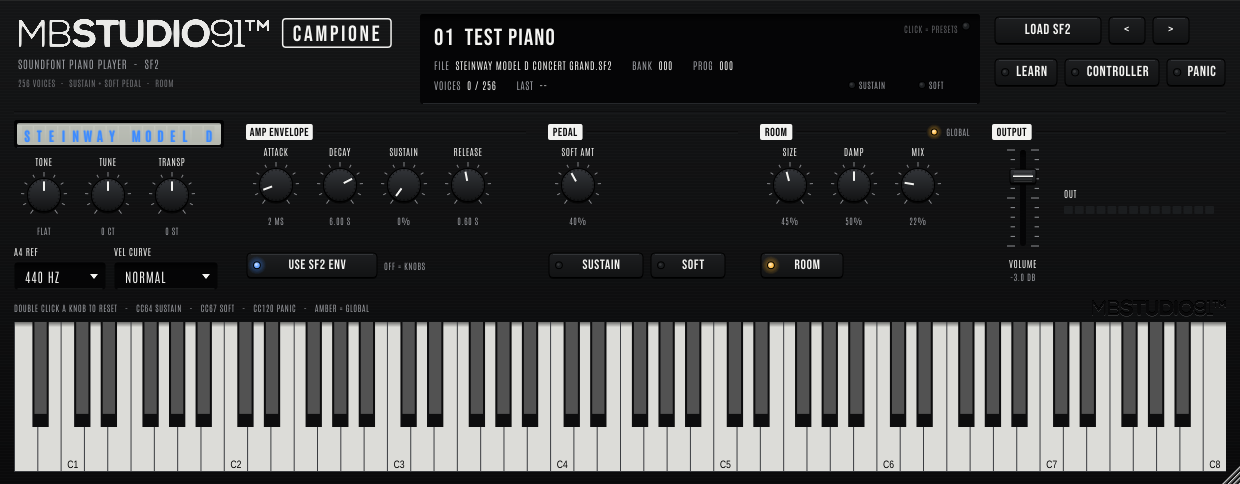 MBSTUDIO91™ CAMPIONE
SOUNDFONT PIANO PLAYER - SF2
256 VOICES - SUSTAIN + SOFT PEDAL - ROOM
01 TEST PIANO
CLICK = PRESETS
FILE STEINWAY MODEL D CONCERT GRAND.SF2 BANK 000 PROG 000
VOICES 0 / 256 LAST --
SUSTAIN SOFT
LOAD SF2 < >
LEARN CONTROLLER PANIC
STEINWAY MODEL D
TONE TUNE TRANSP
FLAT 0 CT 0 ST
A4 REF VEL CURVE
440 HZ NORMAL
AMP ENVELOPE
ATTACK DECAY SUSTAIN RELEASE
2 MS 6.00 S 0% 0.60 S
USE SF2 ENV OFF = KNOBS
PEDAL
SOFT AMT
40%
SUSTAIN SOFT
ROOM GLOBAL
SIZE DAMP MIX
45% 50% 22%
ROOM
OUTPUT
OUT
VOLUME
-3.0 DB
DOUBLE CLICK A KNOB TO RESET - CC64 SUSTAIN - CC67 SOFT - CC120 PANIC - AMBER = GLOBAL
MBSTUDIO91™
C1 C2 C3 C4 C5 C6 C7 C8